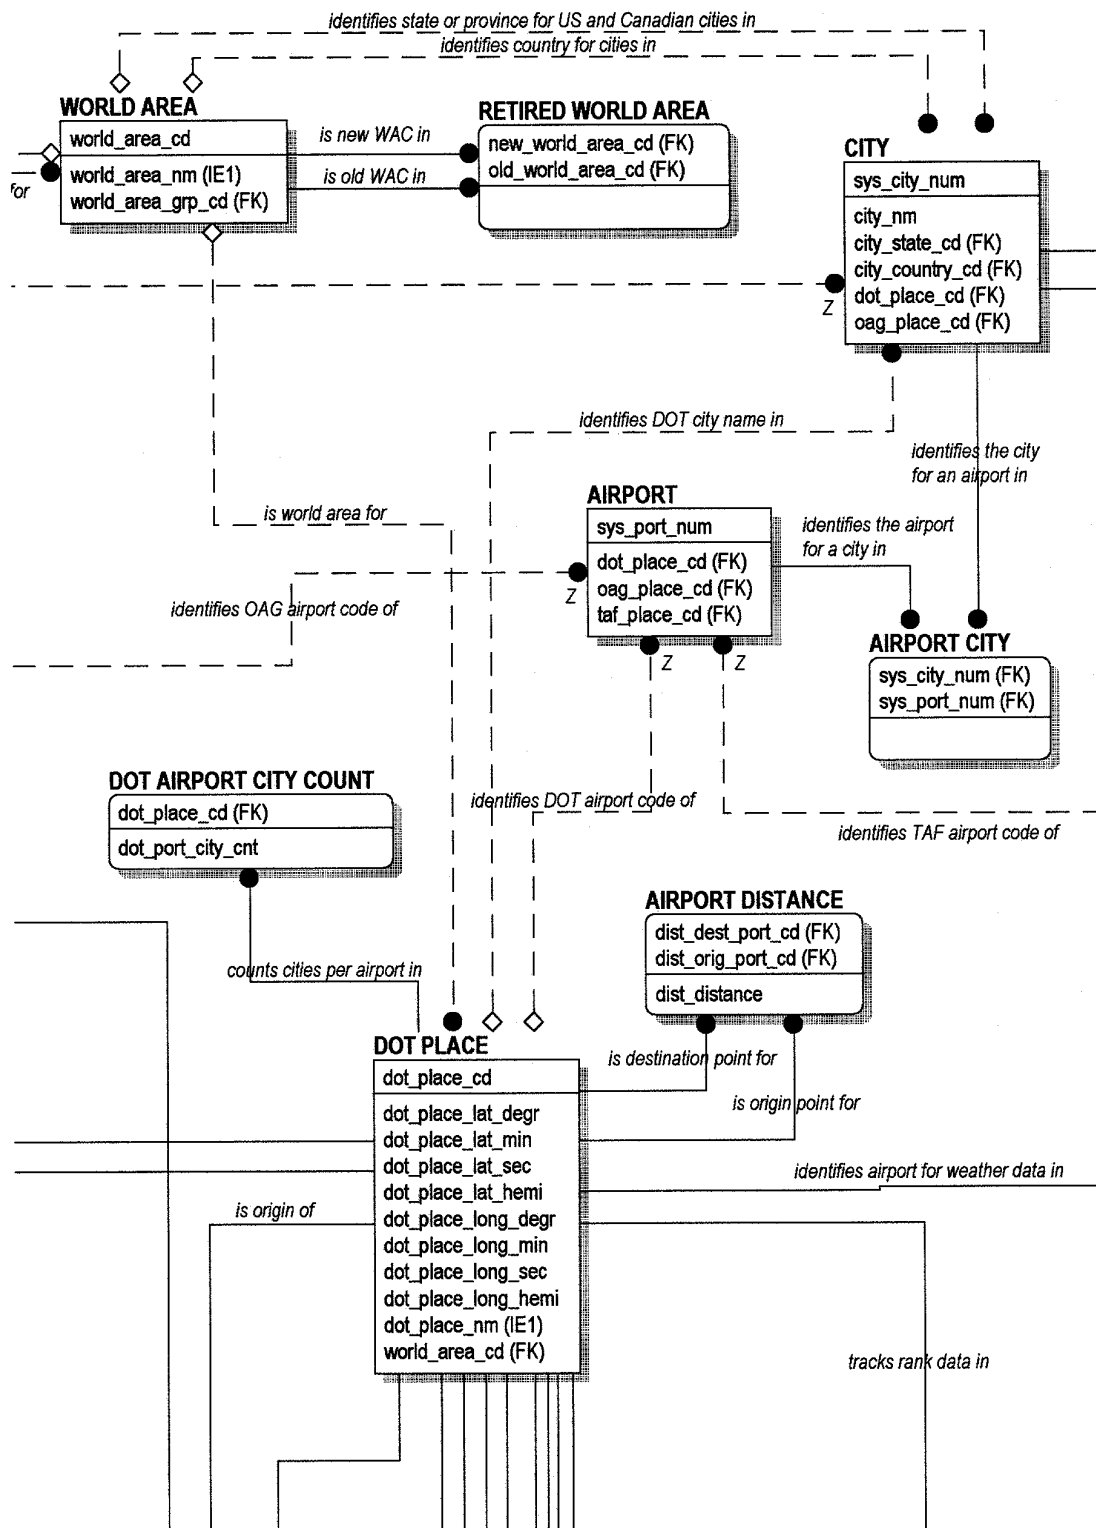 identifies state or province for US and Canadian cities in
identifies country for cities in
WORLD AREA
world_area_cd
world_area_nm (IE1)
world_area_grp_cd (FK)
for
is new WAC in
is old WAC in
RETIRED WORLD AREA
new_world_area_cd (FK)
old_world_area_cd (FK)
CITY
sys_city_num
city_nm
city_state_cd (FK)
city_country_cd (FK)
dot_place_cd (FK)
oag_place_cd (FK)
Z
identifies DOT city name in
identifies the city
for an airport in
is world area for
AIRPORT
sys_port_num
dot_place_cd (FK)
oag_place_cd (FK)
taf_place_cd (FK)
identifies the airport
for a city in
Z
identifies OAG airport code of
Z
Z
AIRPORT CITY
sys_city_num (FK)
sys_port_num (FK)
DOT AIRPORT CITY COUNT
dot_place_cd (FK)
dot_port_city_cnt
identifies DOT airport code of
identifies TAF airport code of
AIRPORT DISTANCE
dist_dest_port_cd (FK)
dist_orig_port_cd (FK)
dist_distance
counts cities per airport in
DOT PLACE
dot_place_cd
dot_place_lat_degr
dot_place_lat_min
dot_place_lat_sec
dot_place_lat_hemi
dot_place_long_degr
dot_place_long_min
dot_place_long_sec
dot_place_long_hemi
dot_place_nm (IE1)
world_area_cd (FK)
is destination point for
is origin point for
identifies airport for weather data in
is origin of
tracks rank data in